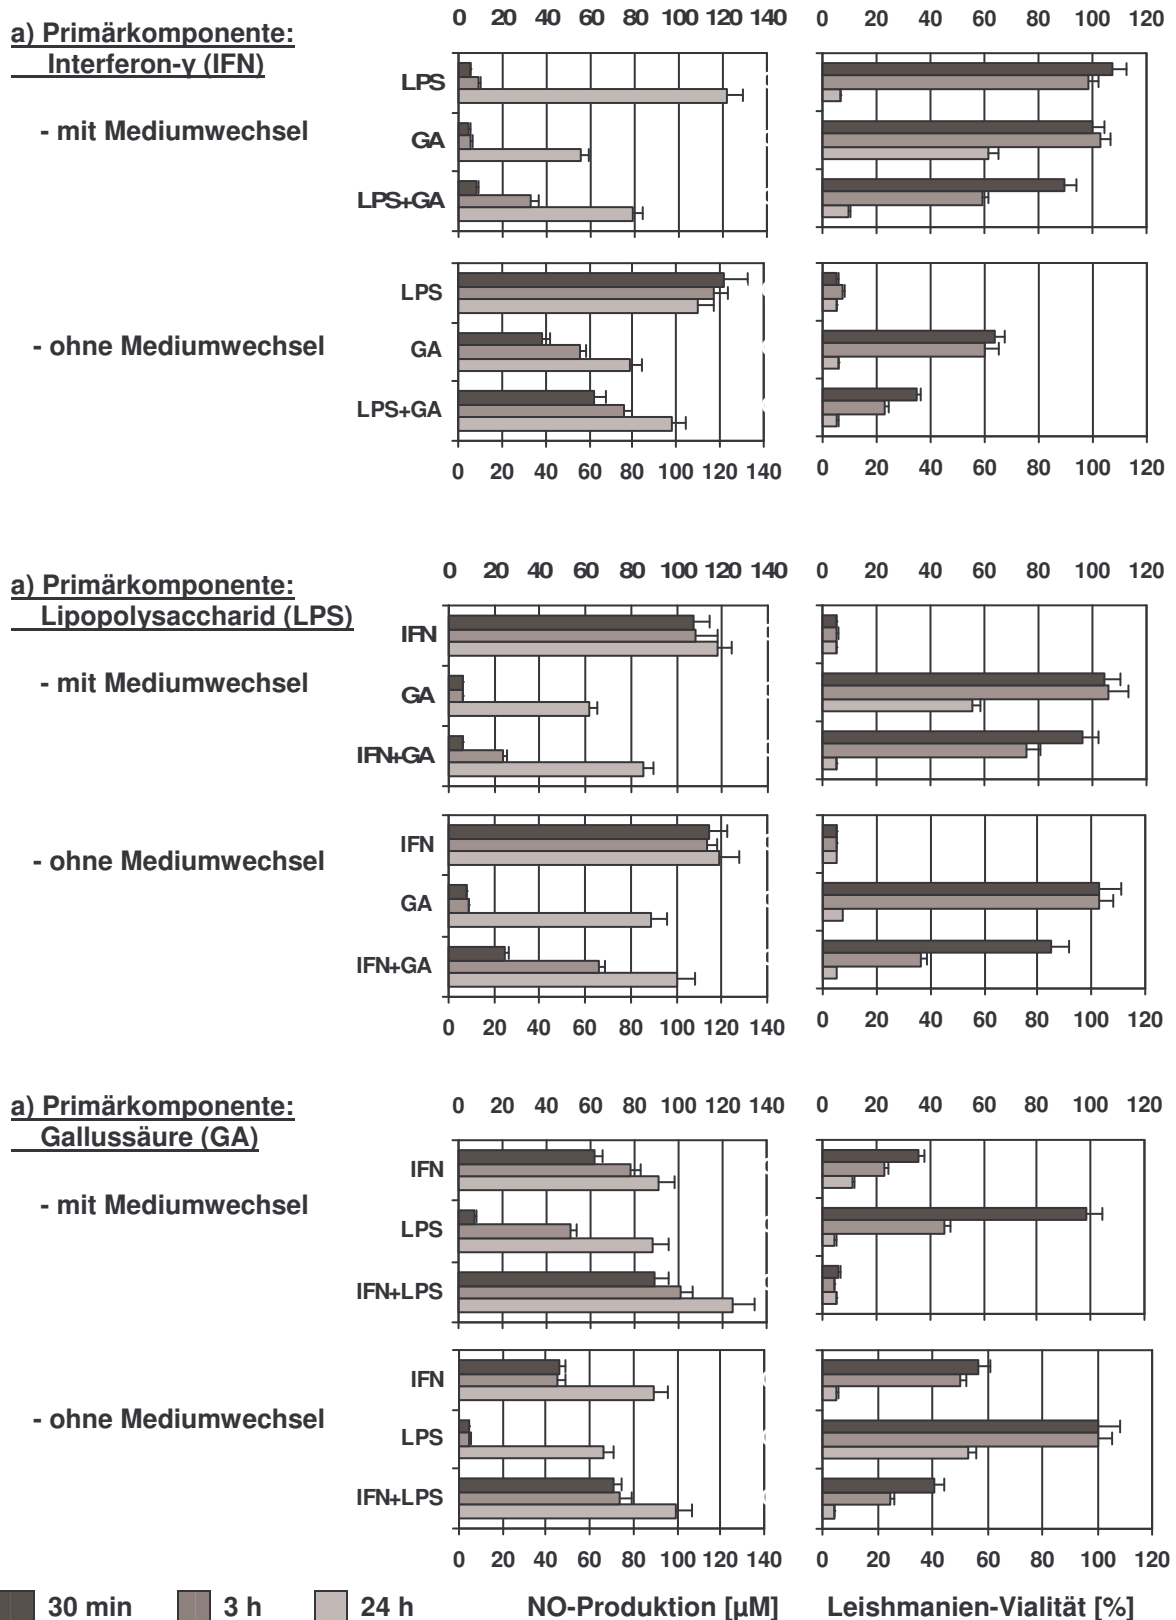 0 20 40 60 80 100 120 140
0 20 40 60 80 100 120
a) Primärkomponente:
Interferon-γ (IFN)
LPS
- mit Mediumwechsel
GA
LPS+GA
LPS
- ohne Mediumwechsel
GA
LPS+GA
0 20 40 60 80 100 120 140
0 20 40 60 80 100 120
0 20 40 60 80 100 120 140
0 20 40 60 80 100 120
a) Primärkomponente:
Lipopolysaccharid (LPS)
IFN
- mit Mediumwechsel
GA
IFN+GA
IFN
- ohne Mediumwechsel
GA
IFN+GA
0 20 40 60 80 100 120 140
0 20 40 60 80 100 120
a) Primärkomponente:
0 20 40 60 80 100 120 140
0 20 40 60 80 100 120
Gallussäure (GA)
IFN
- mit Mediumwechsel
LPS
IFN+LPS
IFN
- ohne Mediumwechsel
LPS
IFN+LPS
0 20 40 60 80 100 120 140
0 20 40 60 80 100 120
30 min 3 h 24 h NO-Produktion [µM] Leishmanien-Vialität [%]